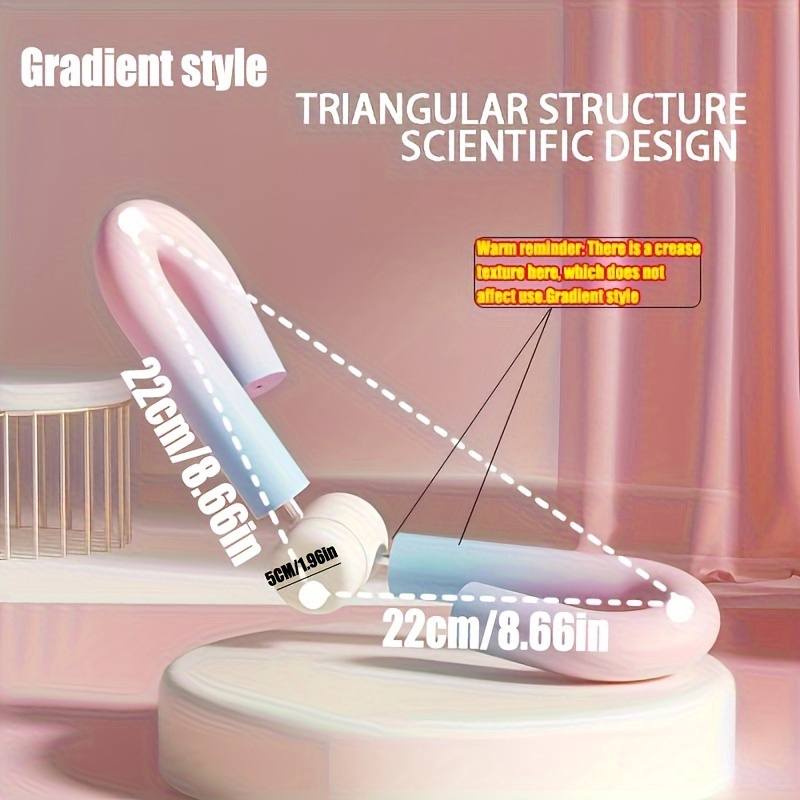 Gradient style
TRIANGULAR STRUCTURE
SCIENTIFIC DESIGN
Warm reminder: There is a crease
texture here, which does not
affect use.Gradient style
22cm/8.66in
5CM/1.96in
22cm/8.66in